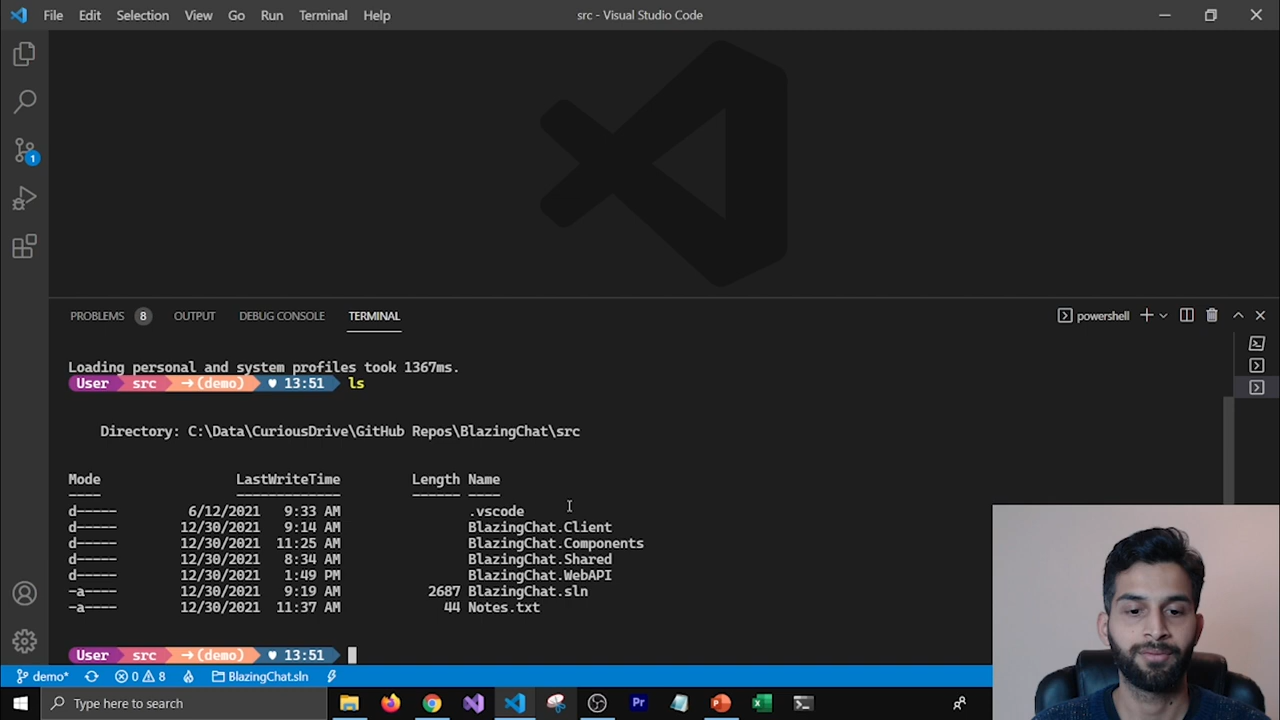 File Edit Selection View Go Run Terminal Help src - Visual Studio Code
1
PROBLEMS 8 OUTPUT DEBUG CONSOLE TERMINAL powershell
Loading personal and system profiles took 1367ms.
User src →(demo) ♥ 13:51 ls
Directory: C:\Data\CuriousDrive\GitHub Repos\BlazingChat\src
Mode LastWriteTime Length Name
---- ------------- ------ ----
d----- 6/12/2021 9:33 AM .vscode
d----- 12/30/2021 9:14 AM BlazingChat.Client
d----- 12/30/2021 11:25 AM BlazingChat.Components
d----- 12/30/2021 8:34 AM BlazingChat.Shared
d----- 12/30/2021 1:49 PM BlazingChat.WebAPI
-a---- 12/30/2021 9:19 AM 2687 BlazingChat.sln
-a---- 12/30/2021 11:37 AM 44 Notes.txt
User src →(demo) ♥ 13:51
demo* 0 8 BlazingChat.sln
Type here to search Pr